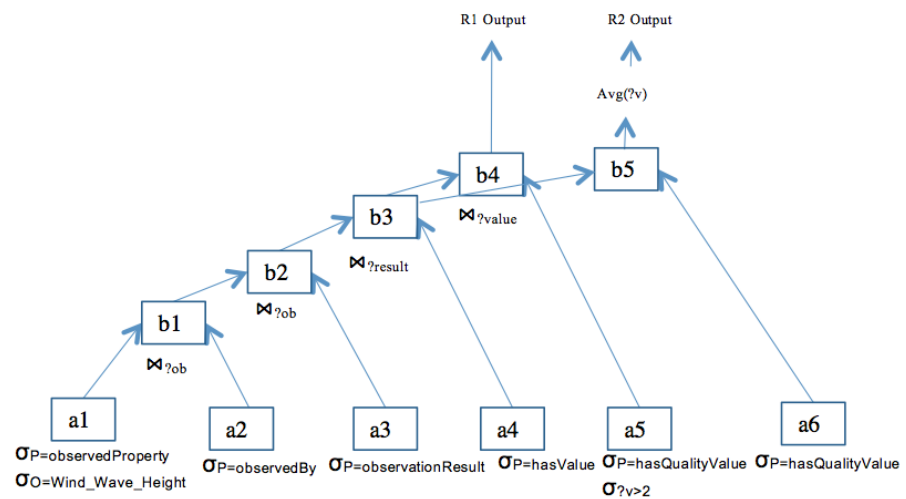 R1 Output
R2 Output
Avg(?v)
b4
b5
⋈?value
b3
⋈?result
b2
⋈?ob
b1
⋈?ob
a1
a2
a3
a4
a5
a6
σP=observedProperty
σO=Wind_Wave_Height
σP=observedBy
σP=observationResult
σP=hasValue
σP=hasQualityValue
σ?v>2
σP=hasQualityValue